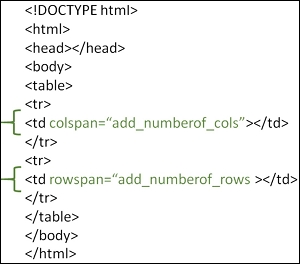 <!DOCTYPE html>
<html>
<head></head>
<body>
<table>
<tr>
<td colspan=“add_numberof_cols”></td>
</tr>
<tr>
<td rowspan=“add_numberof_rows ></td>
</tr>
</table>
</body>
</html>